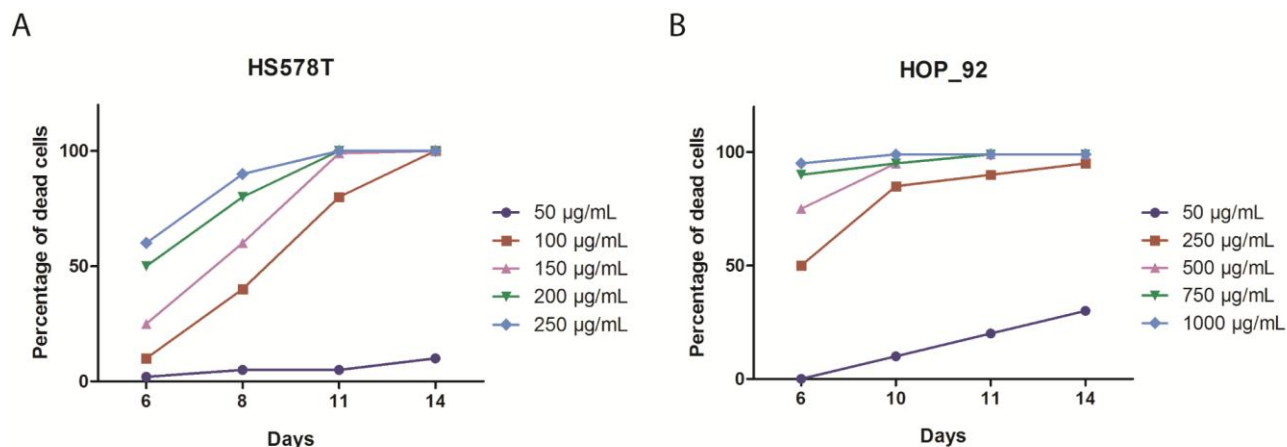 A
HS578T
Percentage of dead cells
100
50
0
6 8 11 14
Days
50 µg/mL
100 µg/mL
150 µg/mL
200 µg/mL
250 µg/mL
B
HOP_92
Percentage of dead cells
100
50
0
6 10 11 14
Days
50 µg/mL
250 µg/mL
500 µg/mL
750 µg/mL
1000 µg/mL